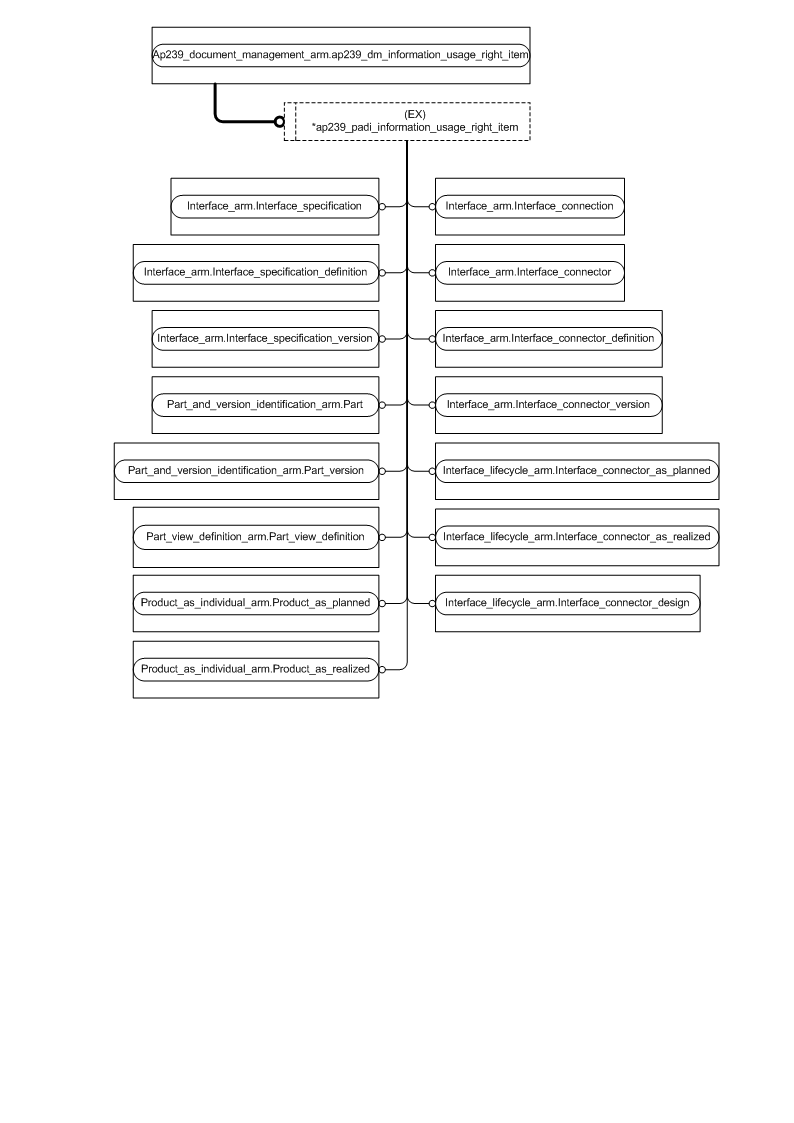 Ap239_document_management_arm.ap239_dm_information_usage_right_item
(EX)
*ap239_padi_information_usage_right_item
Interface_arm.Interface_specification
Interface_arm.Interface_connection
Interface_arm.Interface_specification_definition
Interface_arm.Interface_connector
Interface_arm.Interface_specification_version
Interface_arm.Interface_connector_definition
Part_and_version_identification_arm.Part
Interface_arm.Interface_connector_version
Part_and_version_identification_arm.Part_version
Interface_lifecycle_arm.Interface_connector_as_planned
Part_view_definition_arm.Part_view_definition
Interface_lifecycle_arm.Interface_connector_as_realized
Product_as_individual_arm.Product_as_planned
Interface_lifecycle_arm.Interface_connector_design
Product_as_individual_arm.Product_as_realized